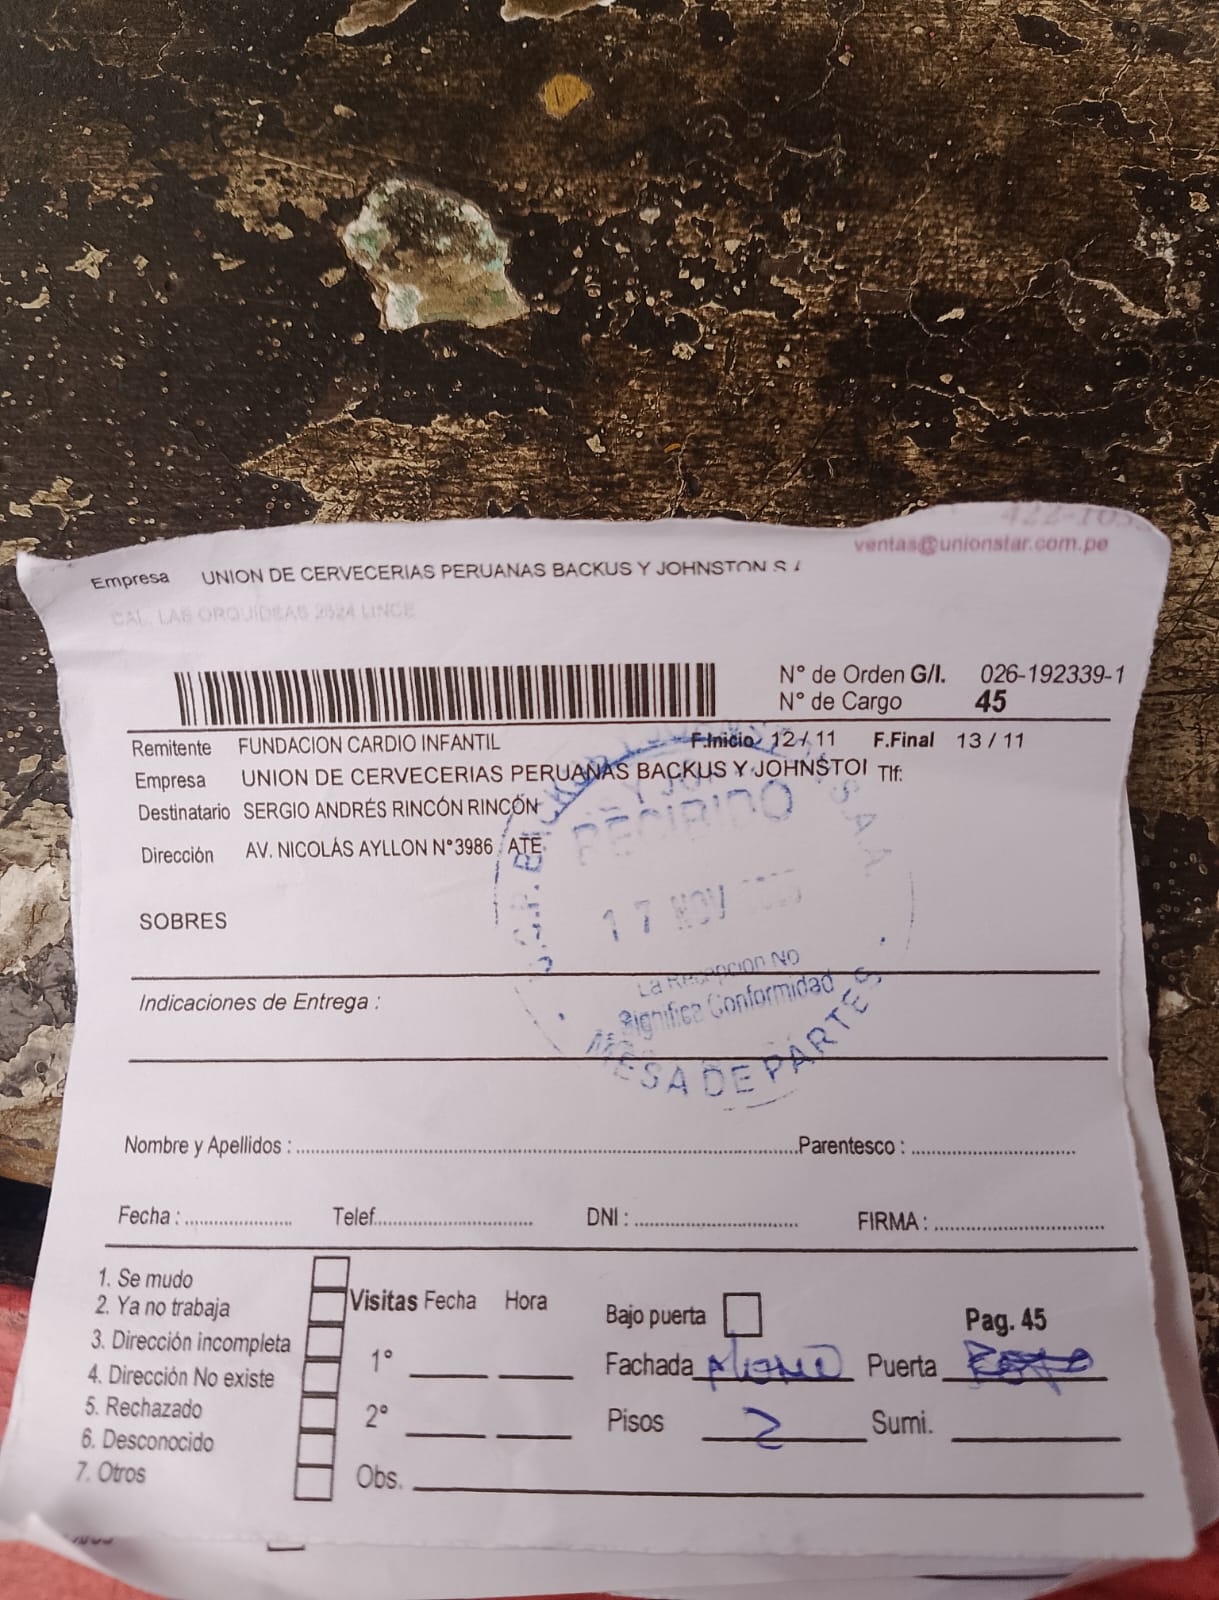 ventas@unionstar.com.pe
Empresa UNION DE CERVECERIAS PERUANAS BACKUS Y JOHNSTON S
CAL. LAS ORQUIDEAS LINCE
N° de Orden G/I. 026-192339-1
N° de Cargo 45
Remitente FUNDACION CARDIO INFANTIL F.Inicio 12 / 11 F.Final 13 / 11
Empresa UNION DE CERVECERIAS PERUANAS BACKUS Y JOHNSTOI Tlf:
Destinatario SERGIO ANDRÉS RINCÓN RINCÓN
Dirección AV. NICOLÁS AYLLON N°3986 / ATE
RECIBIDO
17 NOV
La Recepcion NO
Significa Conformidad
MESA DE PARTES
SOBRES
Indicaciones de Entrega :
Nombre y Apellidos : Parentesco :
Fecha : Telef. DNI : FIRMA :
1. Se mudo
2. Ya no trabaja
3. Dirección incompleta
4. Dirección No existe
5. Rechazado
6. Desconocido
7. Otros
Visitas Fecha Hora
1°
2°
Obs.
Bajo puerta Pag. 45
Fachada Puerta
Pisos 2 Sumi.